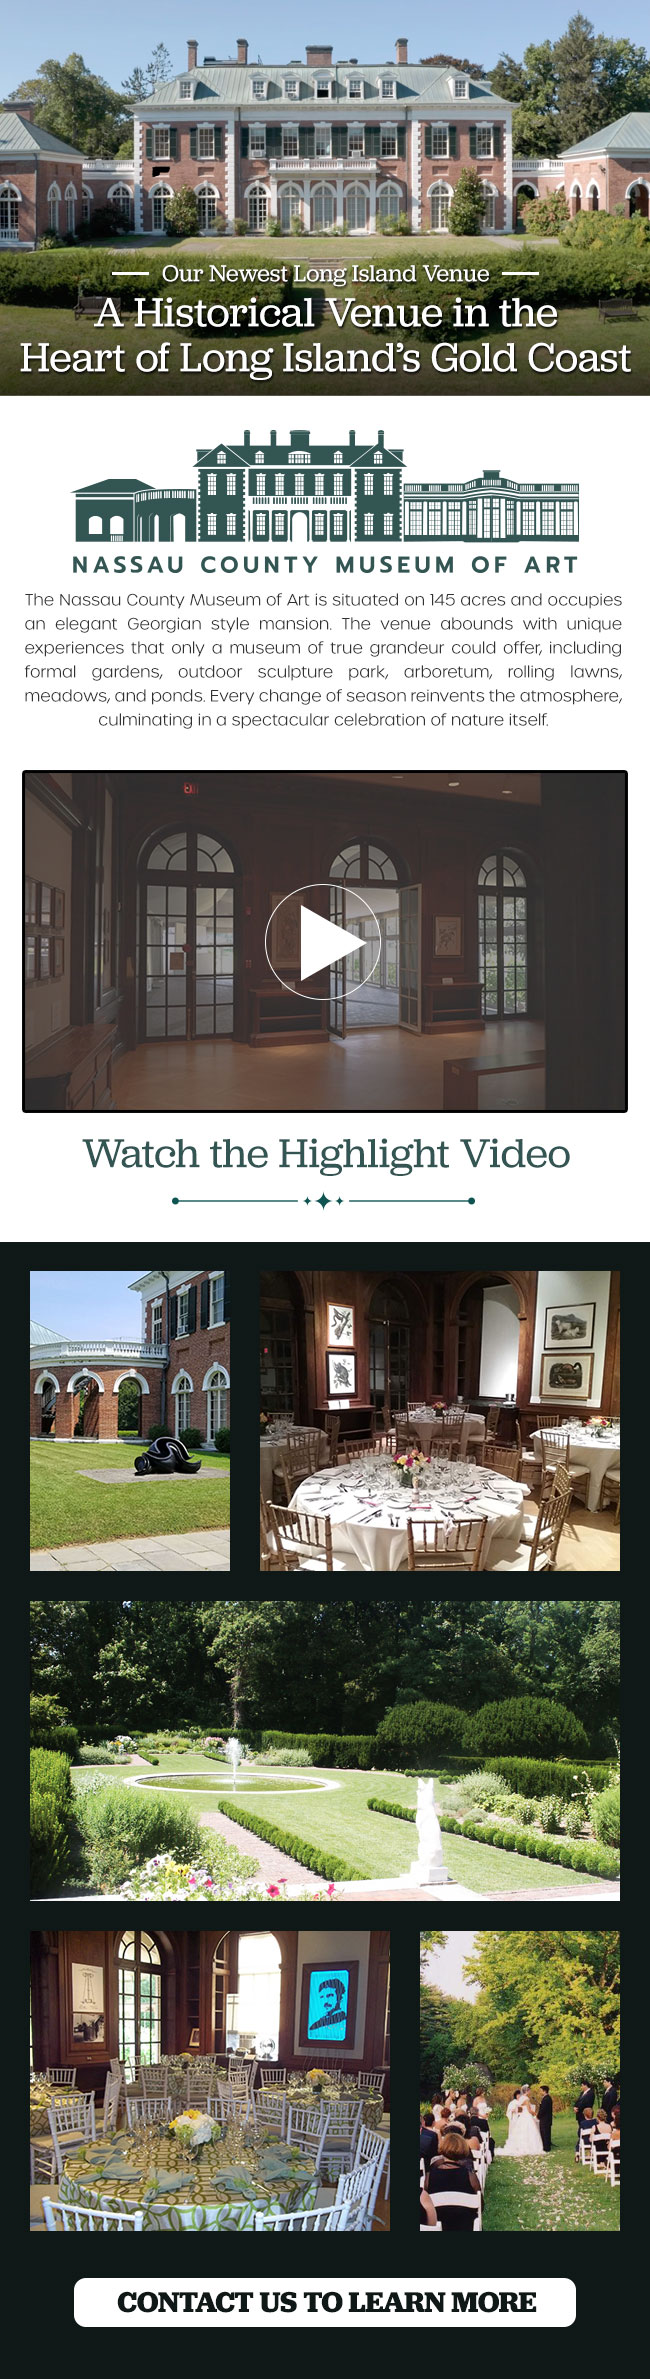 Our Newest Long Island Venue
A Historical Venue in the
Heart of Long Island's Gold Coast
NASSAU COUNTY MUSEUM OF ART
The Nassau County Museum of Art is situated on 145 acres and occupies
an elegant Georgian style mansion. The venue abounds with unique
experiences that only a museum of true grandeur could offer, including
formal gardens, outdoor sculpture park, arboretum, rolling lawns,
meadows, and ponds. Every change of season reinvents the atmosphere,
culminating in a spectacular celebration of nature itself.
Watch the Highlight Video
CONTACT US TO LEARN MORE